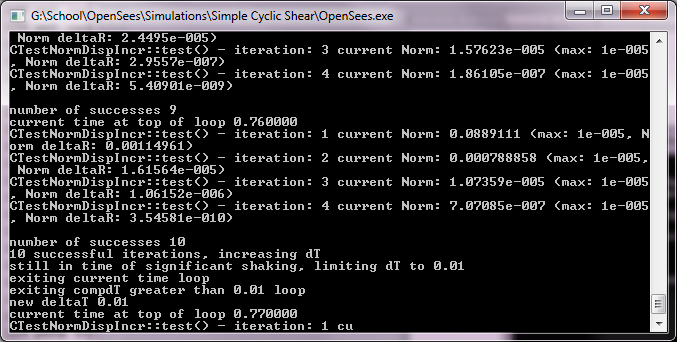 G:\School\OpenSees\Simulations\Simple Cyclic Shear\OpenSees.exe
 Norm deltaR: 2.4495e-005)
CTestNormDispIncr::test() - iteration: 3 current Norm: 1.57623e-005 (max: 1e-005
, Norm deltaR: 2.9557e-007)
CTestNormDispIncr::test() - iteration: 4 current Norm: 1.86105e-007 (max: 1e-005
, Norm deltaR: 5.40901e-009)
number of successes 9
current time at top of loop 0.760000
CTestNormDispIncr::test() - iteration: 1 current Norm: 0.0889111 (max: 1e-005, N
orm deltaR: 0.00114961)
CTestNormDispIncr::test() - iteration: 2 current Norm: 0.000788858 (max: 1e-005,
 Norm deltaR: 1.61564e-005)
CTestNormDispIncr::test() - iteration: 3 current Norm: 1.07359e-005 (max: 1e-005
, Norm deltaR: 1.06152e-006)
CTestNormDispIncr::test() - iteration: 4 current Norm: 7.07085e-007 (max: 1e-005
, Norm deltaR: 3.54581e-010)
number of successes 10
10 successful iterations, increasing dT
still in time of significant shaking, limiting dT to 0.01
exiting current time loop
exiting compdT greater than 0.01 loop
new deltaT 0.01
current time at top of loop 0.770000
CTestNormDispIncr::test() - iteration: 1 cu